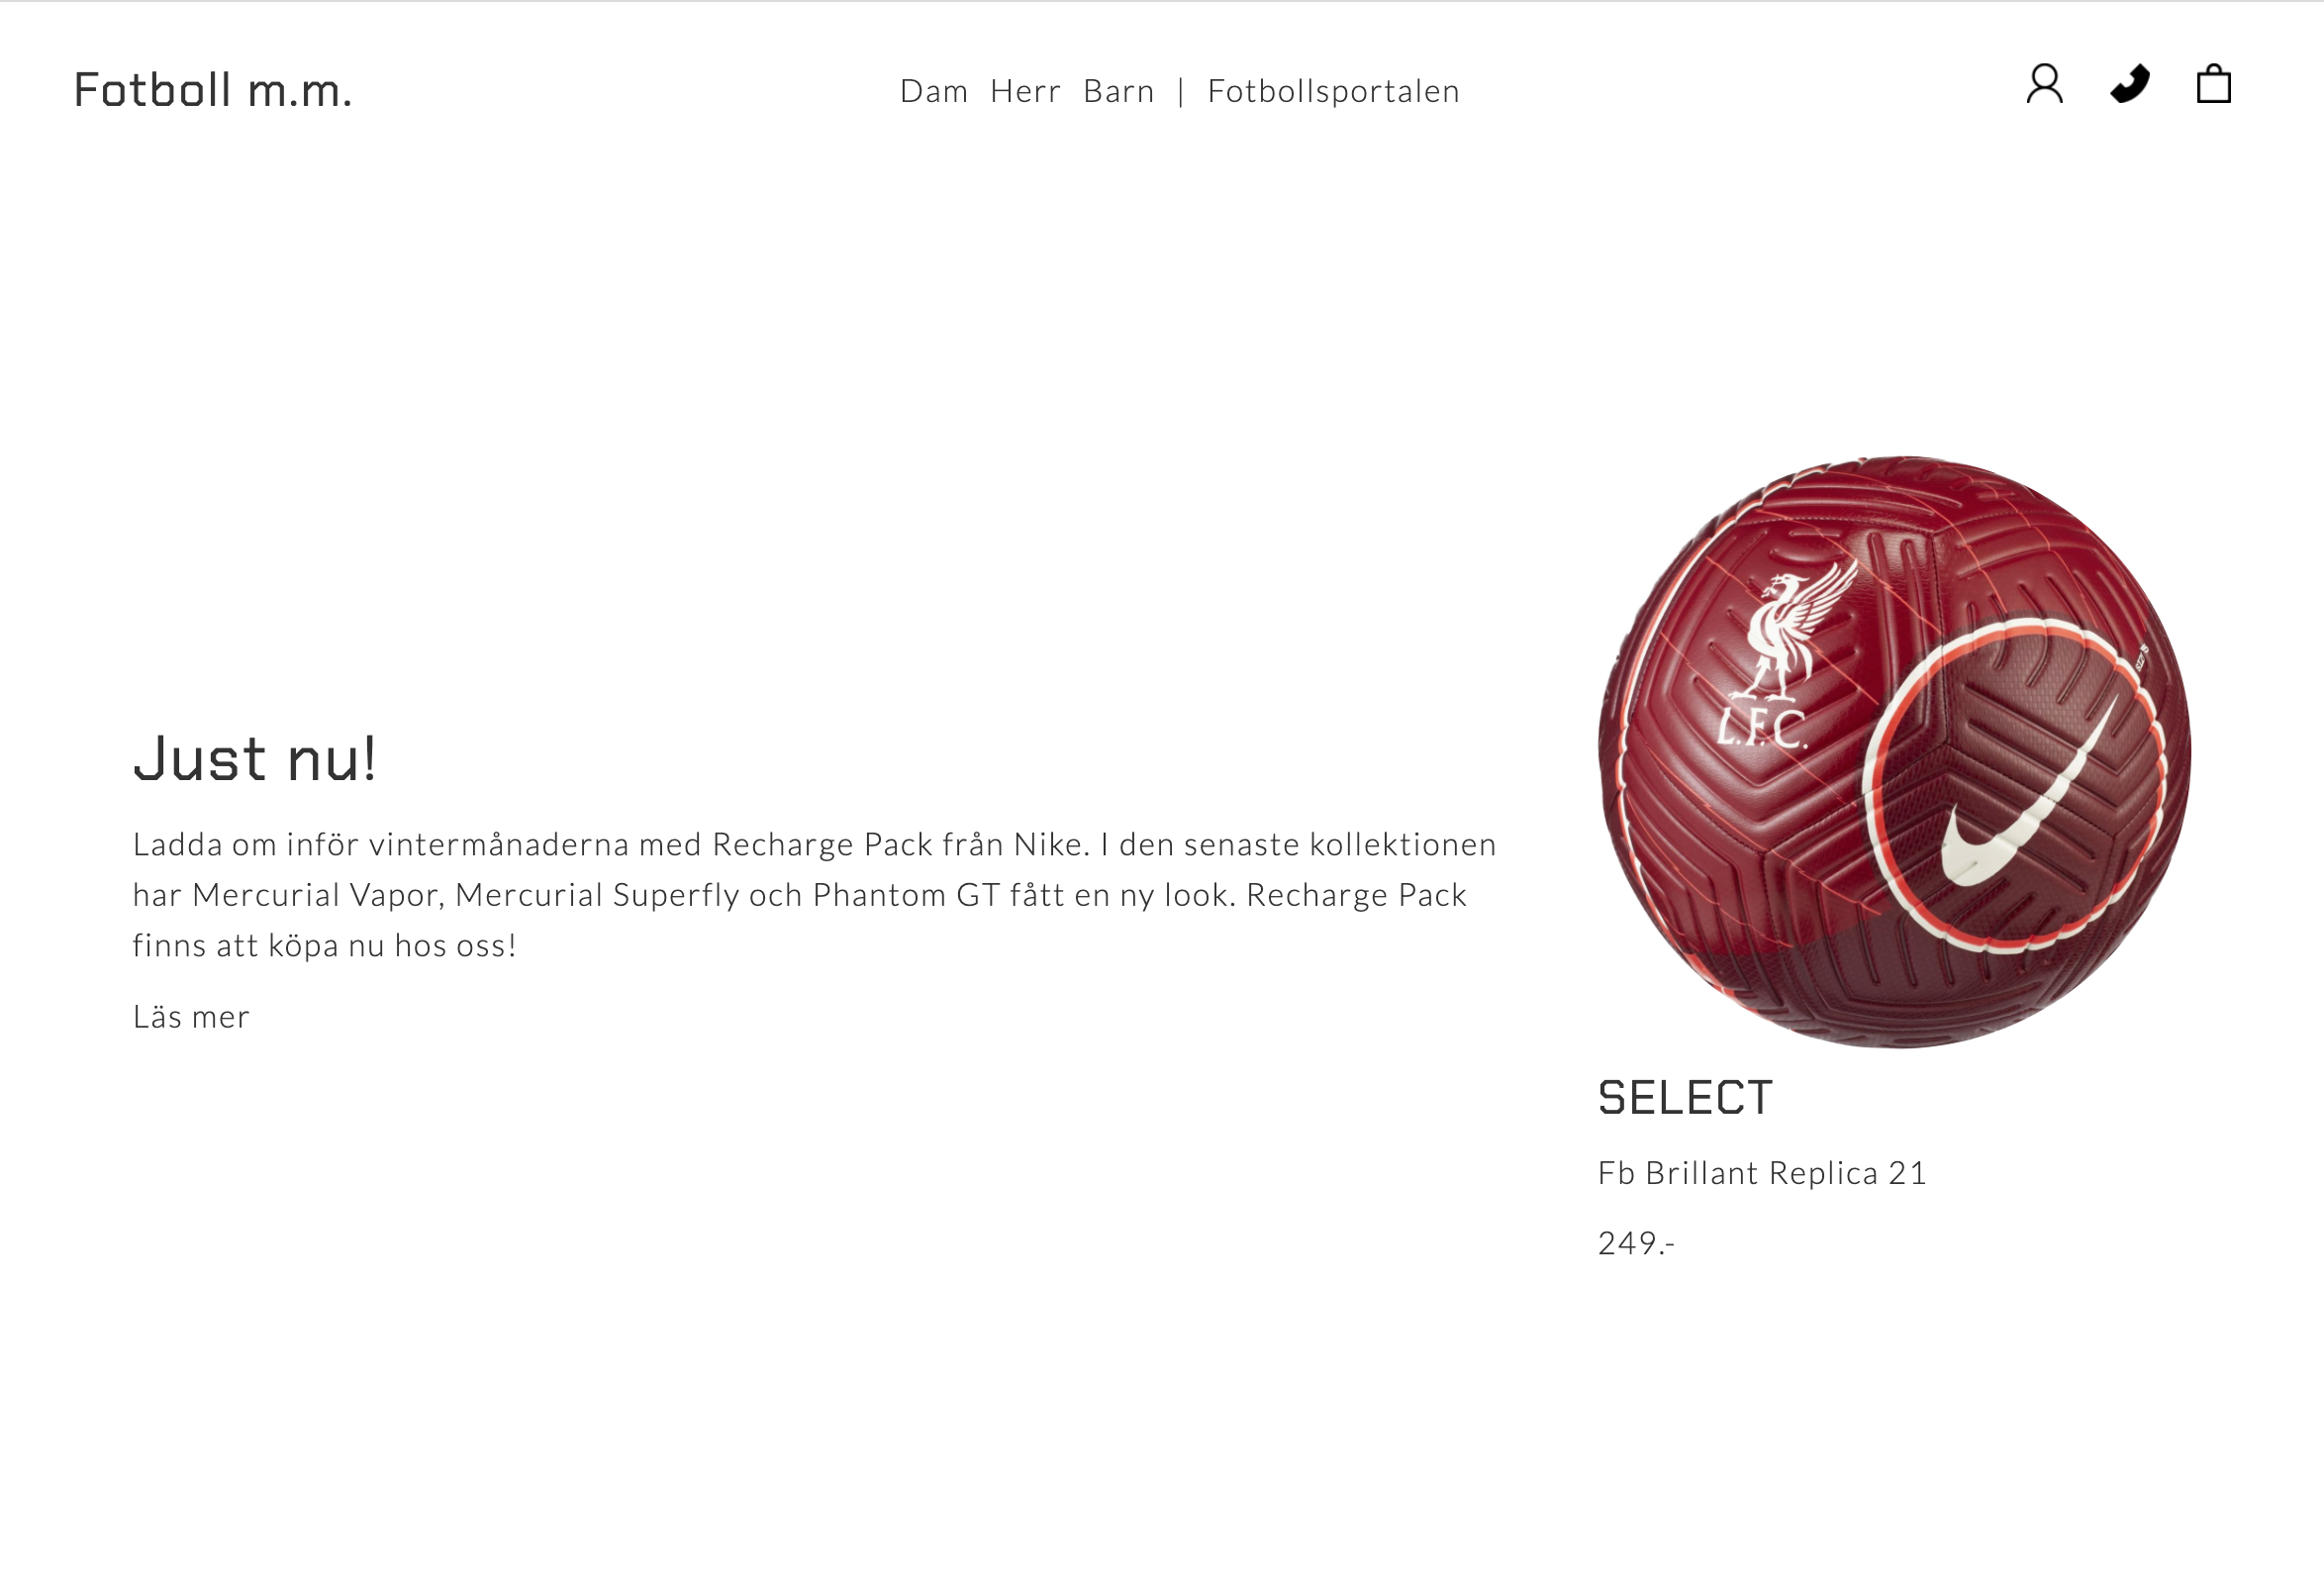 Fotboll m.m.
Dam Herr Barn | Fotbollsportalen
Just nu!
Ladda om inför vintermånaderna med Recharge Pack från Nike. I den senaste kollektionen
har Mercurial Vapor, Mercurial Superfly och Phantom GT fått en ny look. Recharge Pack
finns att köpa nu hos oss!
Läs mer
L.F.C.
SIZE 5
SELECT
Fb Brillant Replica 21
249.-